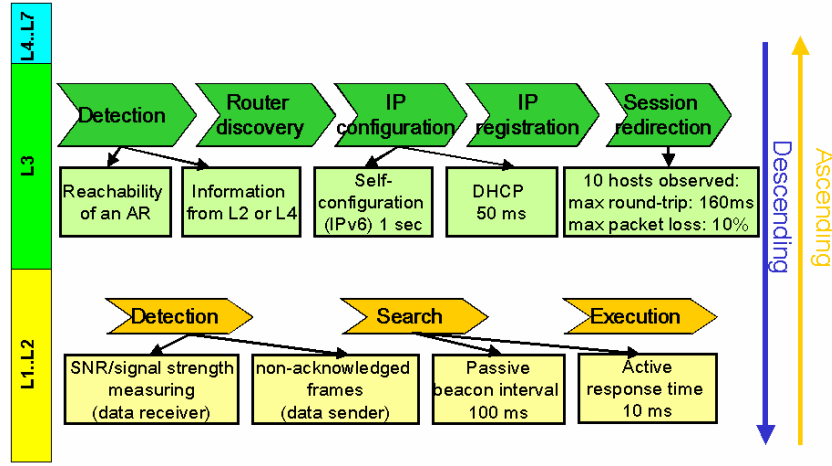 L4..L7
L3
L1..L2
Detection
Router
discovery
IP
configuration
IP
registration
Session
redirection
Reachability
of an AR
Information
from L2 or L4
Self-
configuration
(IPv6) 1 sec
DHCP
50 ms
10 hosts observed:
max round-trip: 160ms
max packet loss: 10%
Detection
Search
Execution
SNR/signal strength
measuring
(data receiver)
non-acknowledged
frames
(data sender)
Passive
beacon interval
100 ms
Active
response time
10 ms
Descending
Ascending